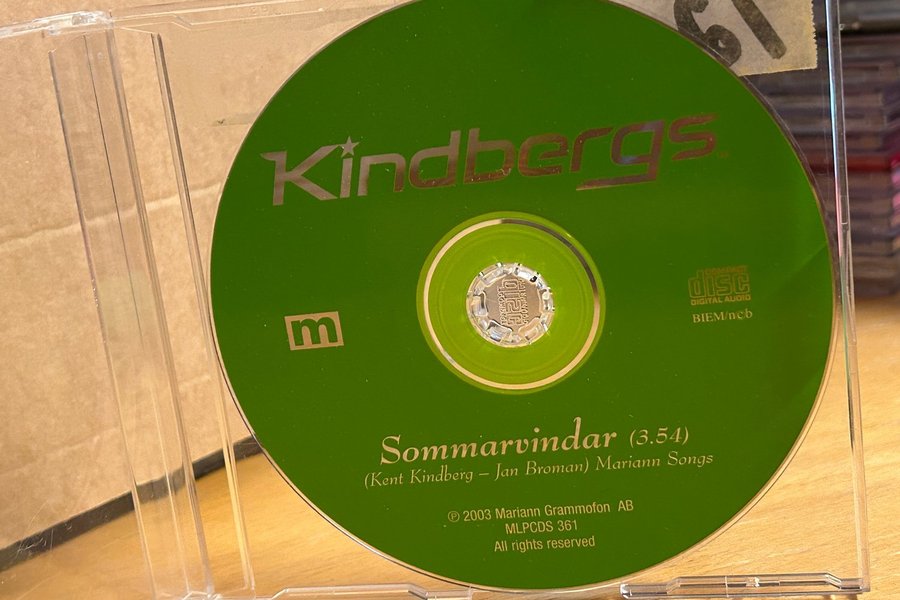 Kindbergs
m
COMPACT
disc
DIGITAL AUDIO
BIEM/ncb
Sommarvindar (3.54)
(Kent Kindberg – Jan Broman) Mariann Songs
℗ 2003 Mariann Grammofon AB
MLPCDS 361
All rights reserved